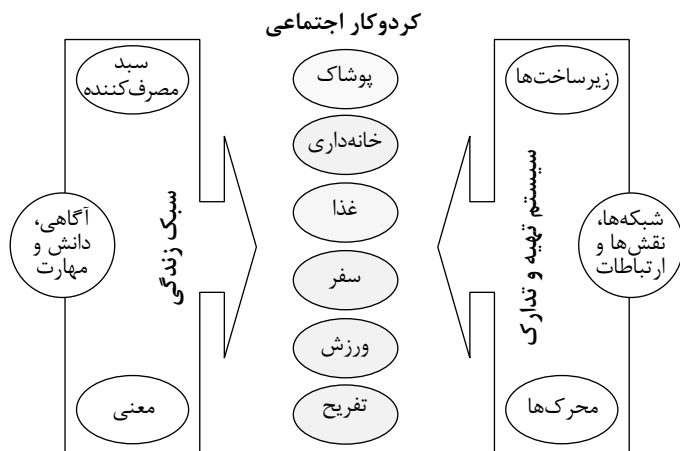 کردوکار اجتماعی
زیرساخت‌ها
شبکه‌ها،
نقش‌ها و
ارتباطات
محرک‌ها
سیستم تهیه و تدارک
پوشاک
خانه‌داری
غذا
سفر
ورزش
تفریح
سبک زندگی
سبد
مصرف‌کننده
آگاهی،
دانش و
مهارت
معنی